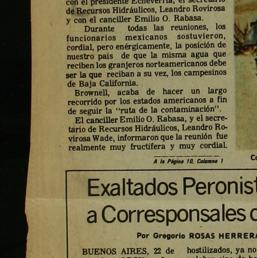 con el presidente Echeverría, el secretario
de Recursos Hidráulicos, Leandro Rovirosa
y con el canciller Emilio O. Rabasa.
Durante todas las reuniones, los
funcionarios mexicanos sostuvieron,
cordial, pero enérgicamente, la posición de
nuestro país de que la misma agua que
reciben los granjeros norteamericanos debe
ser la que reciban a su vez, los campesinos
de Baja California.
Brownell, acaba de hacer un largo
recorrido por los estados americanos a fin
de seguir la "ruta de la contaminación".
El canciller Emilio O. Rabasa, y el secre-
tario de Recursos Hidráulicos, Leandro Ro-
virosa Wade, informaron que la reunión fue
realmente muy fructífera y muy cordial.
A la Página 10, Columna 1
Co
Exaltados Peronist
a Corresponsales d
Por Gregorio ROSAS HERRERA
BUENOS AIRES, 22 de
hostilizados, ya no